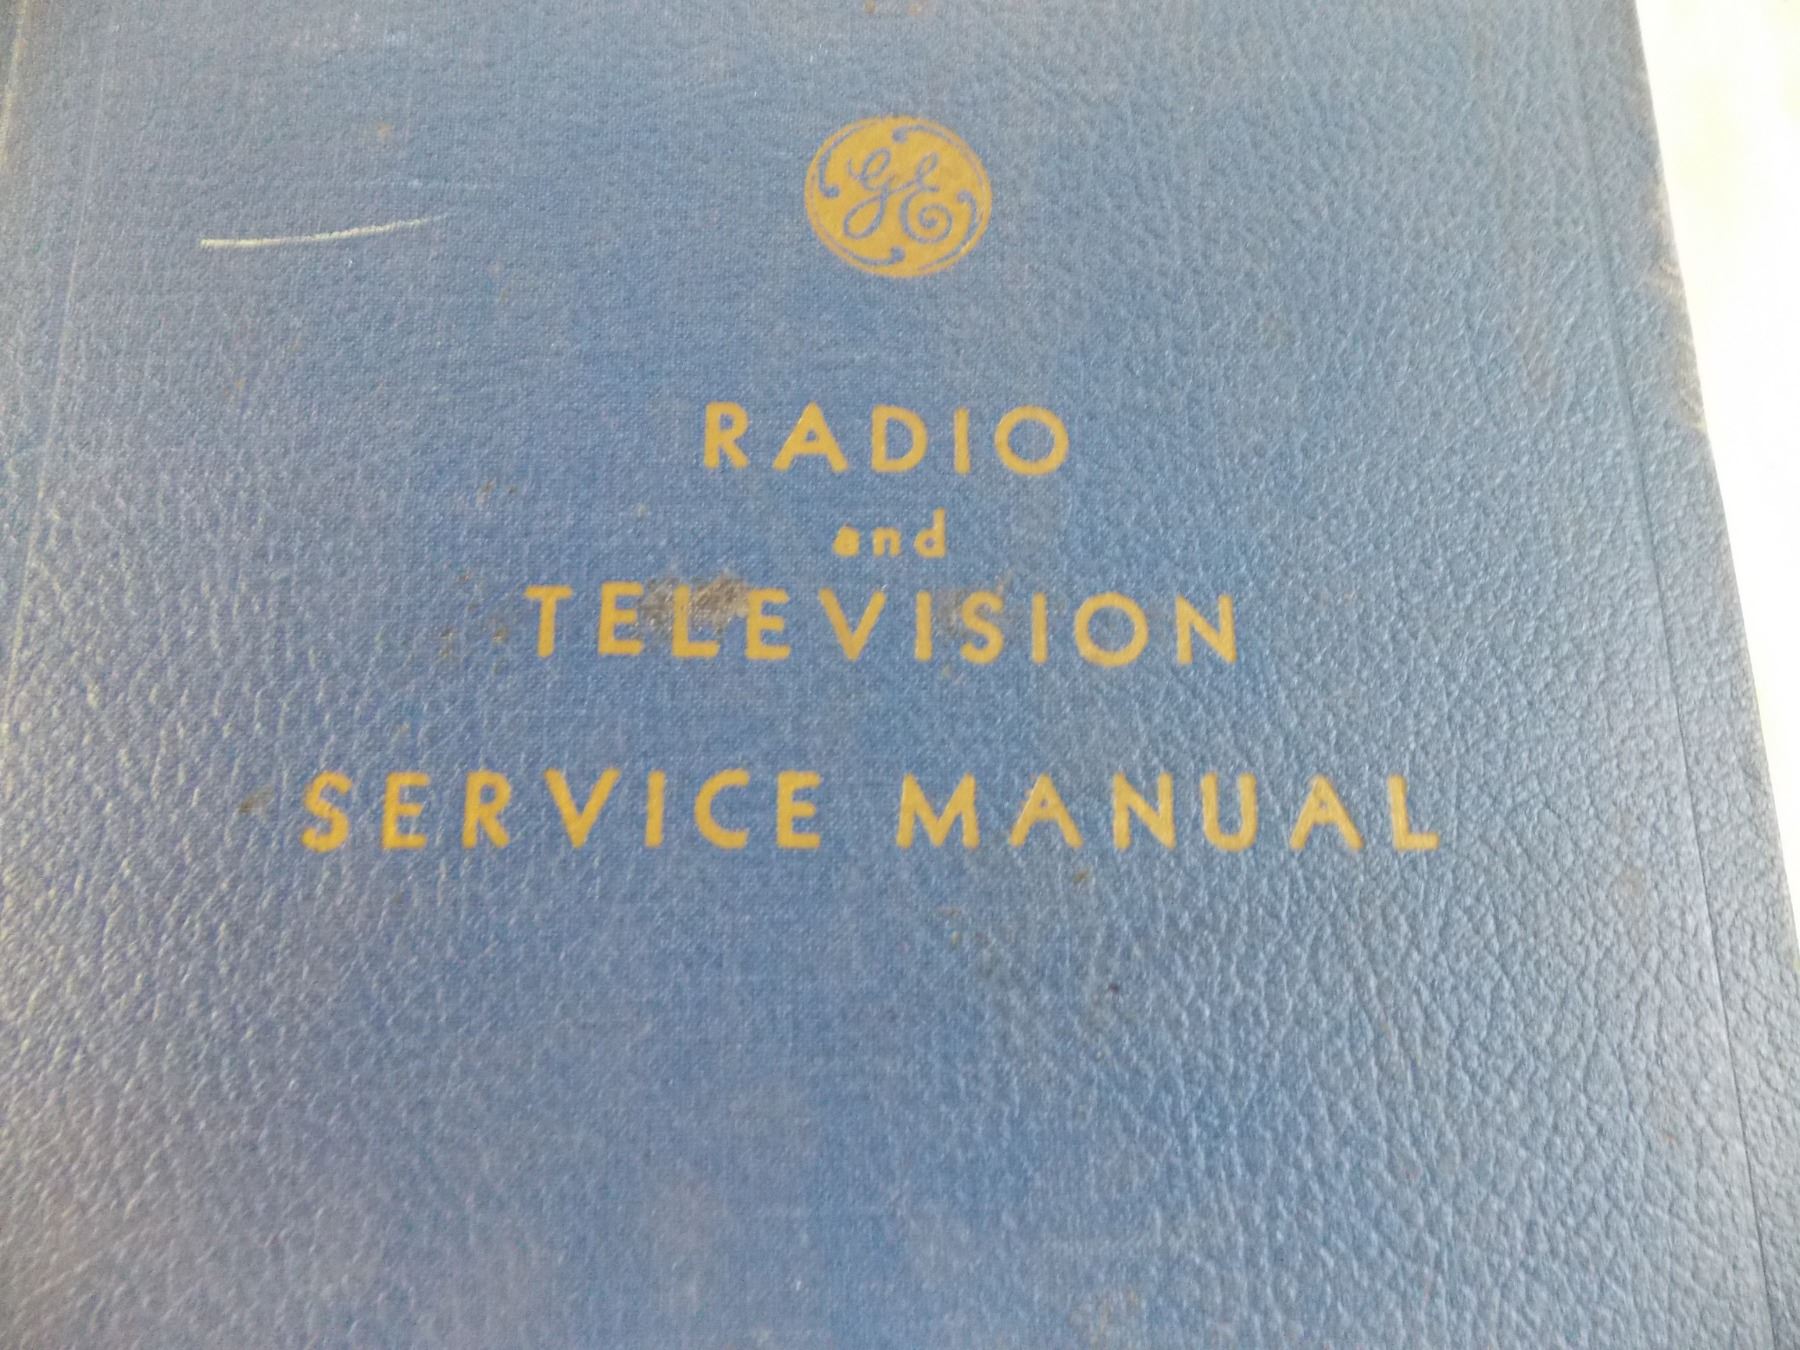 GE
RADIO
and
TELEVISION
SERVICE MANUAL